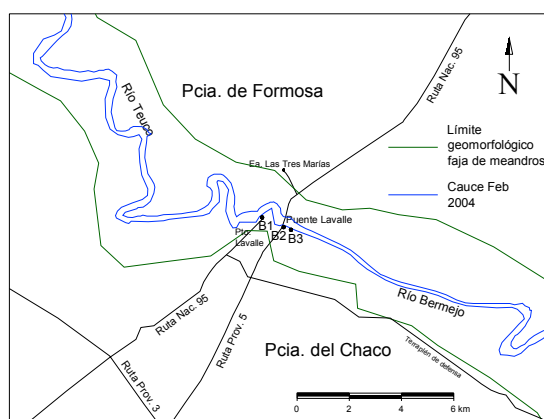 Pcia. de Formosa
Ruta Nac. 95
N
Río Teuco
Límite
geomorfológico
faja de meandros
Cauce Feb
2004
Ea. Las Tres Marías
B1
Puente Lavalle
B2
B3
Pto.
Lavalle
Río Bermejo
Ruta Nac. 95
Ruta Prov. 5
Ruta Prov. 3
Pcia. del Chaco
Terraplén de defensa
0 2 4 6 km